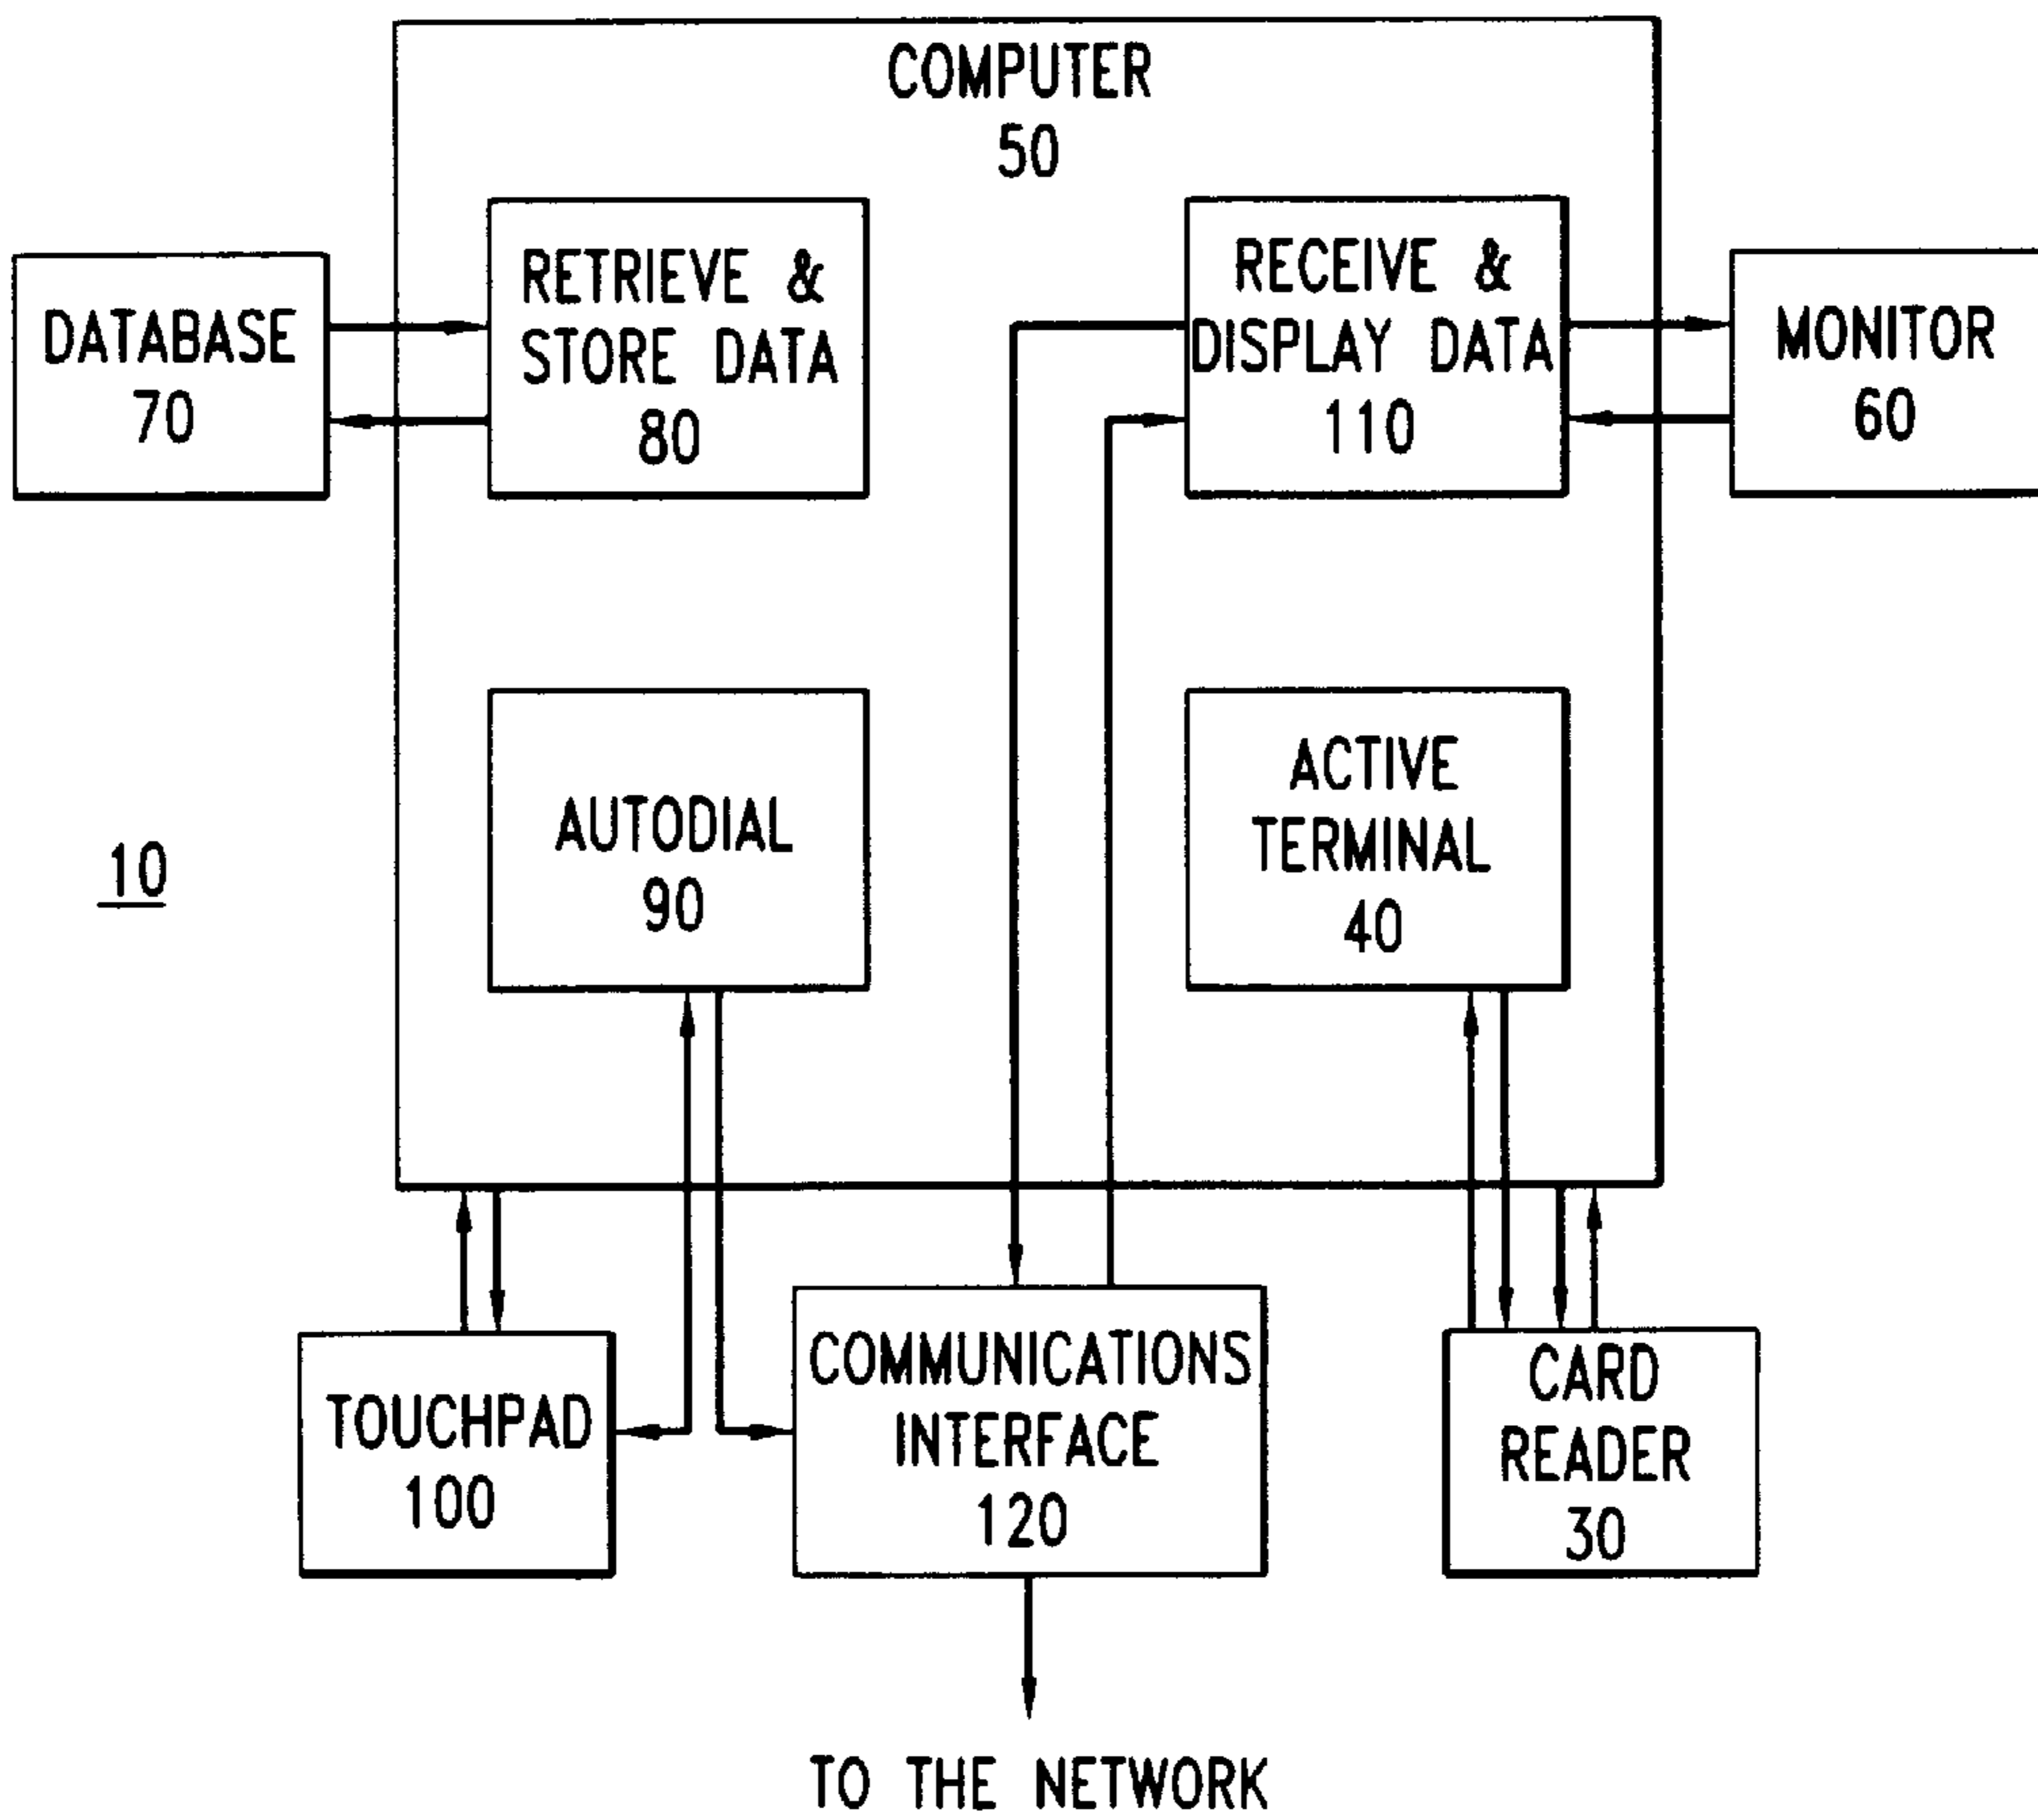 COMPUTER
50
DATABASE
70
RETRIEVE &
STORE DATA
80
RECEIVE &
DISPLAY DATA
110
MONITOR
60
10
AUTODIAL
90
ACTIVE
TERMINAL
40
TOUCHPAD
100
COMMUNICATIONS
INTERFACE
120
CARD
READER
30
TO THE NETWORK